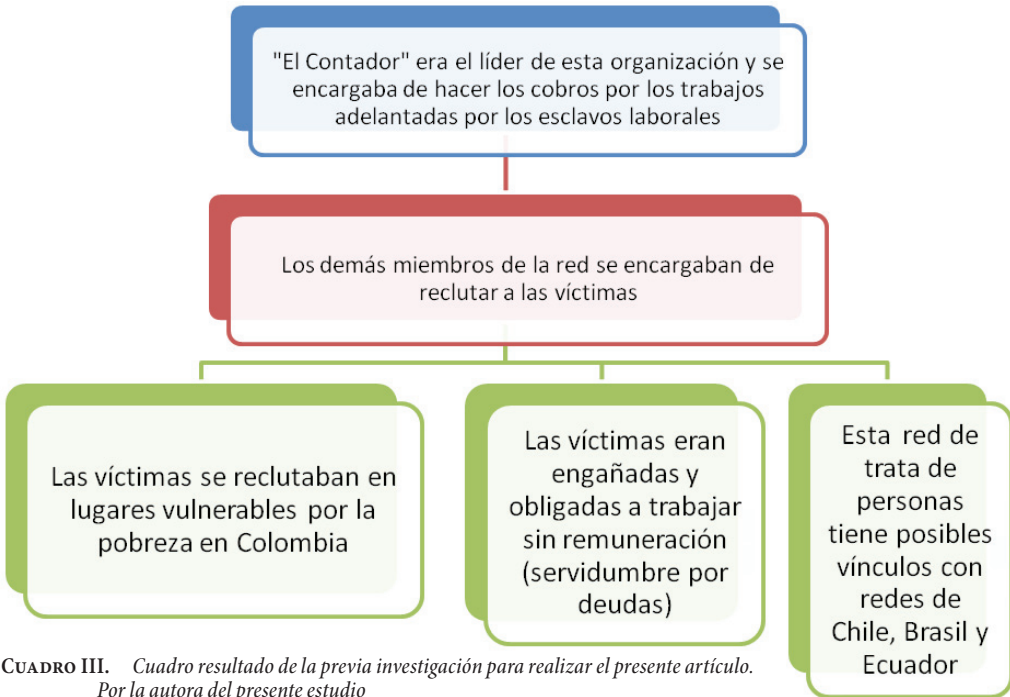 "El Contador" era el líder de esta organización y se
encargaba de hacer los cobros por los trabajos
adelantadas por los esclavos laborales
Los demás miembros de la red se encargaban de
reclutar a las víctimas
Las víctimas se reclutaban en
lugares vulnerables por la
pobreza en Colombia
Las víctimas eran
engañadas y
obligadas a trabajar
sin remuneración
(servidumbre por
deudas)
Esta red de
trata de
personas
tiene posibles
vínculos con
redes de
Chile, Brasil y
Ecuador
CUADRO III. Cuadro resultado de la previa investigación para realizar el presente artículo.
Por la autora del presente estudio